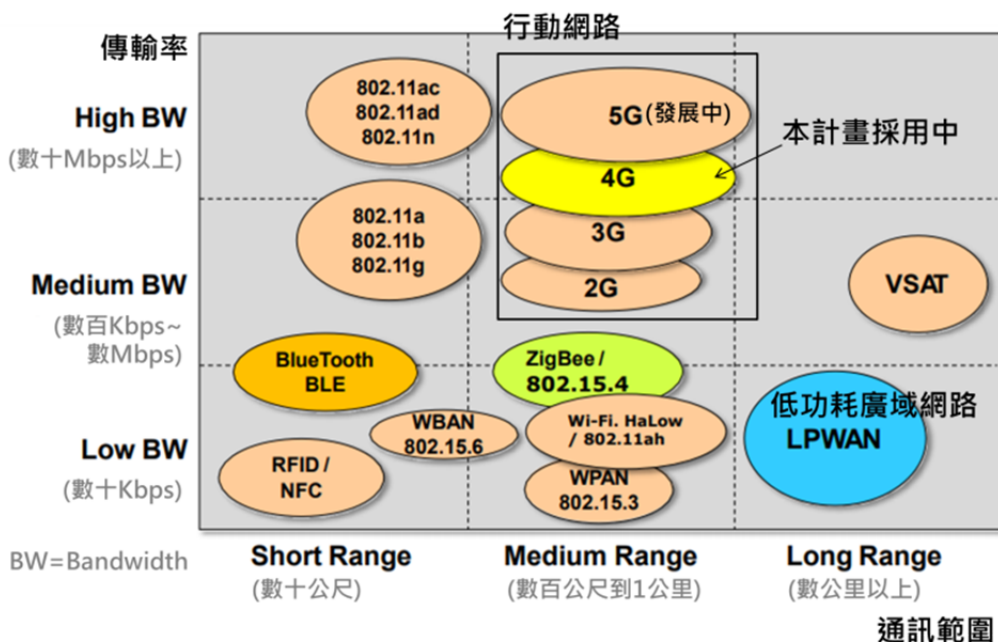 行動網路
傳輸率
High BW
(數十Mbps以上)
802.11ac
802.11ad
802.11n
5G(發展中)
本計畫採用中
4G
802.11a
802.11b
802.11g
3G
2G
VSAT
Medium BW
(數百Kbps~
數Mbps)
BlueTooth
BLE
ZigBee /
802.15.4
低功耗廣域網路
LPWAN
WBAN
802.15.6
Wi-Fi. HaLow
/ 802.11ah
Low BW
(數十Kbps)
RFID /
NFC
WPAN
802.15.3
BW=Bandwidth
Short Range
(數十公尺)
Medium Range
(數百公尺到1公里)
Long Range
(數公里以上)
通訊範圍